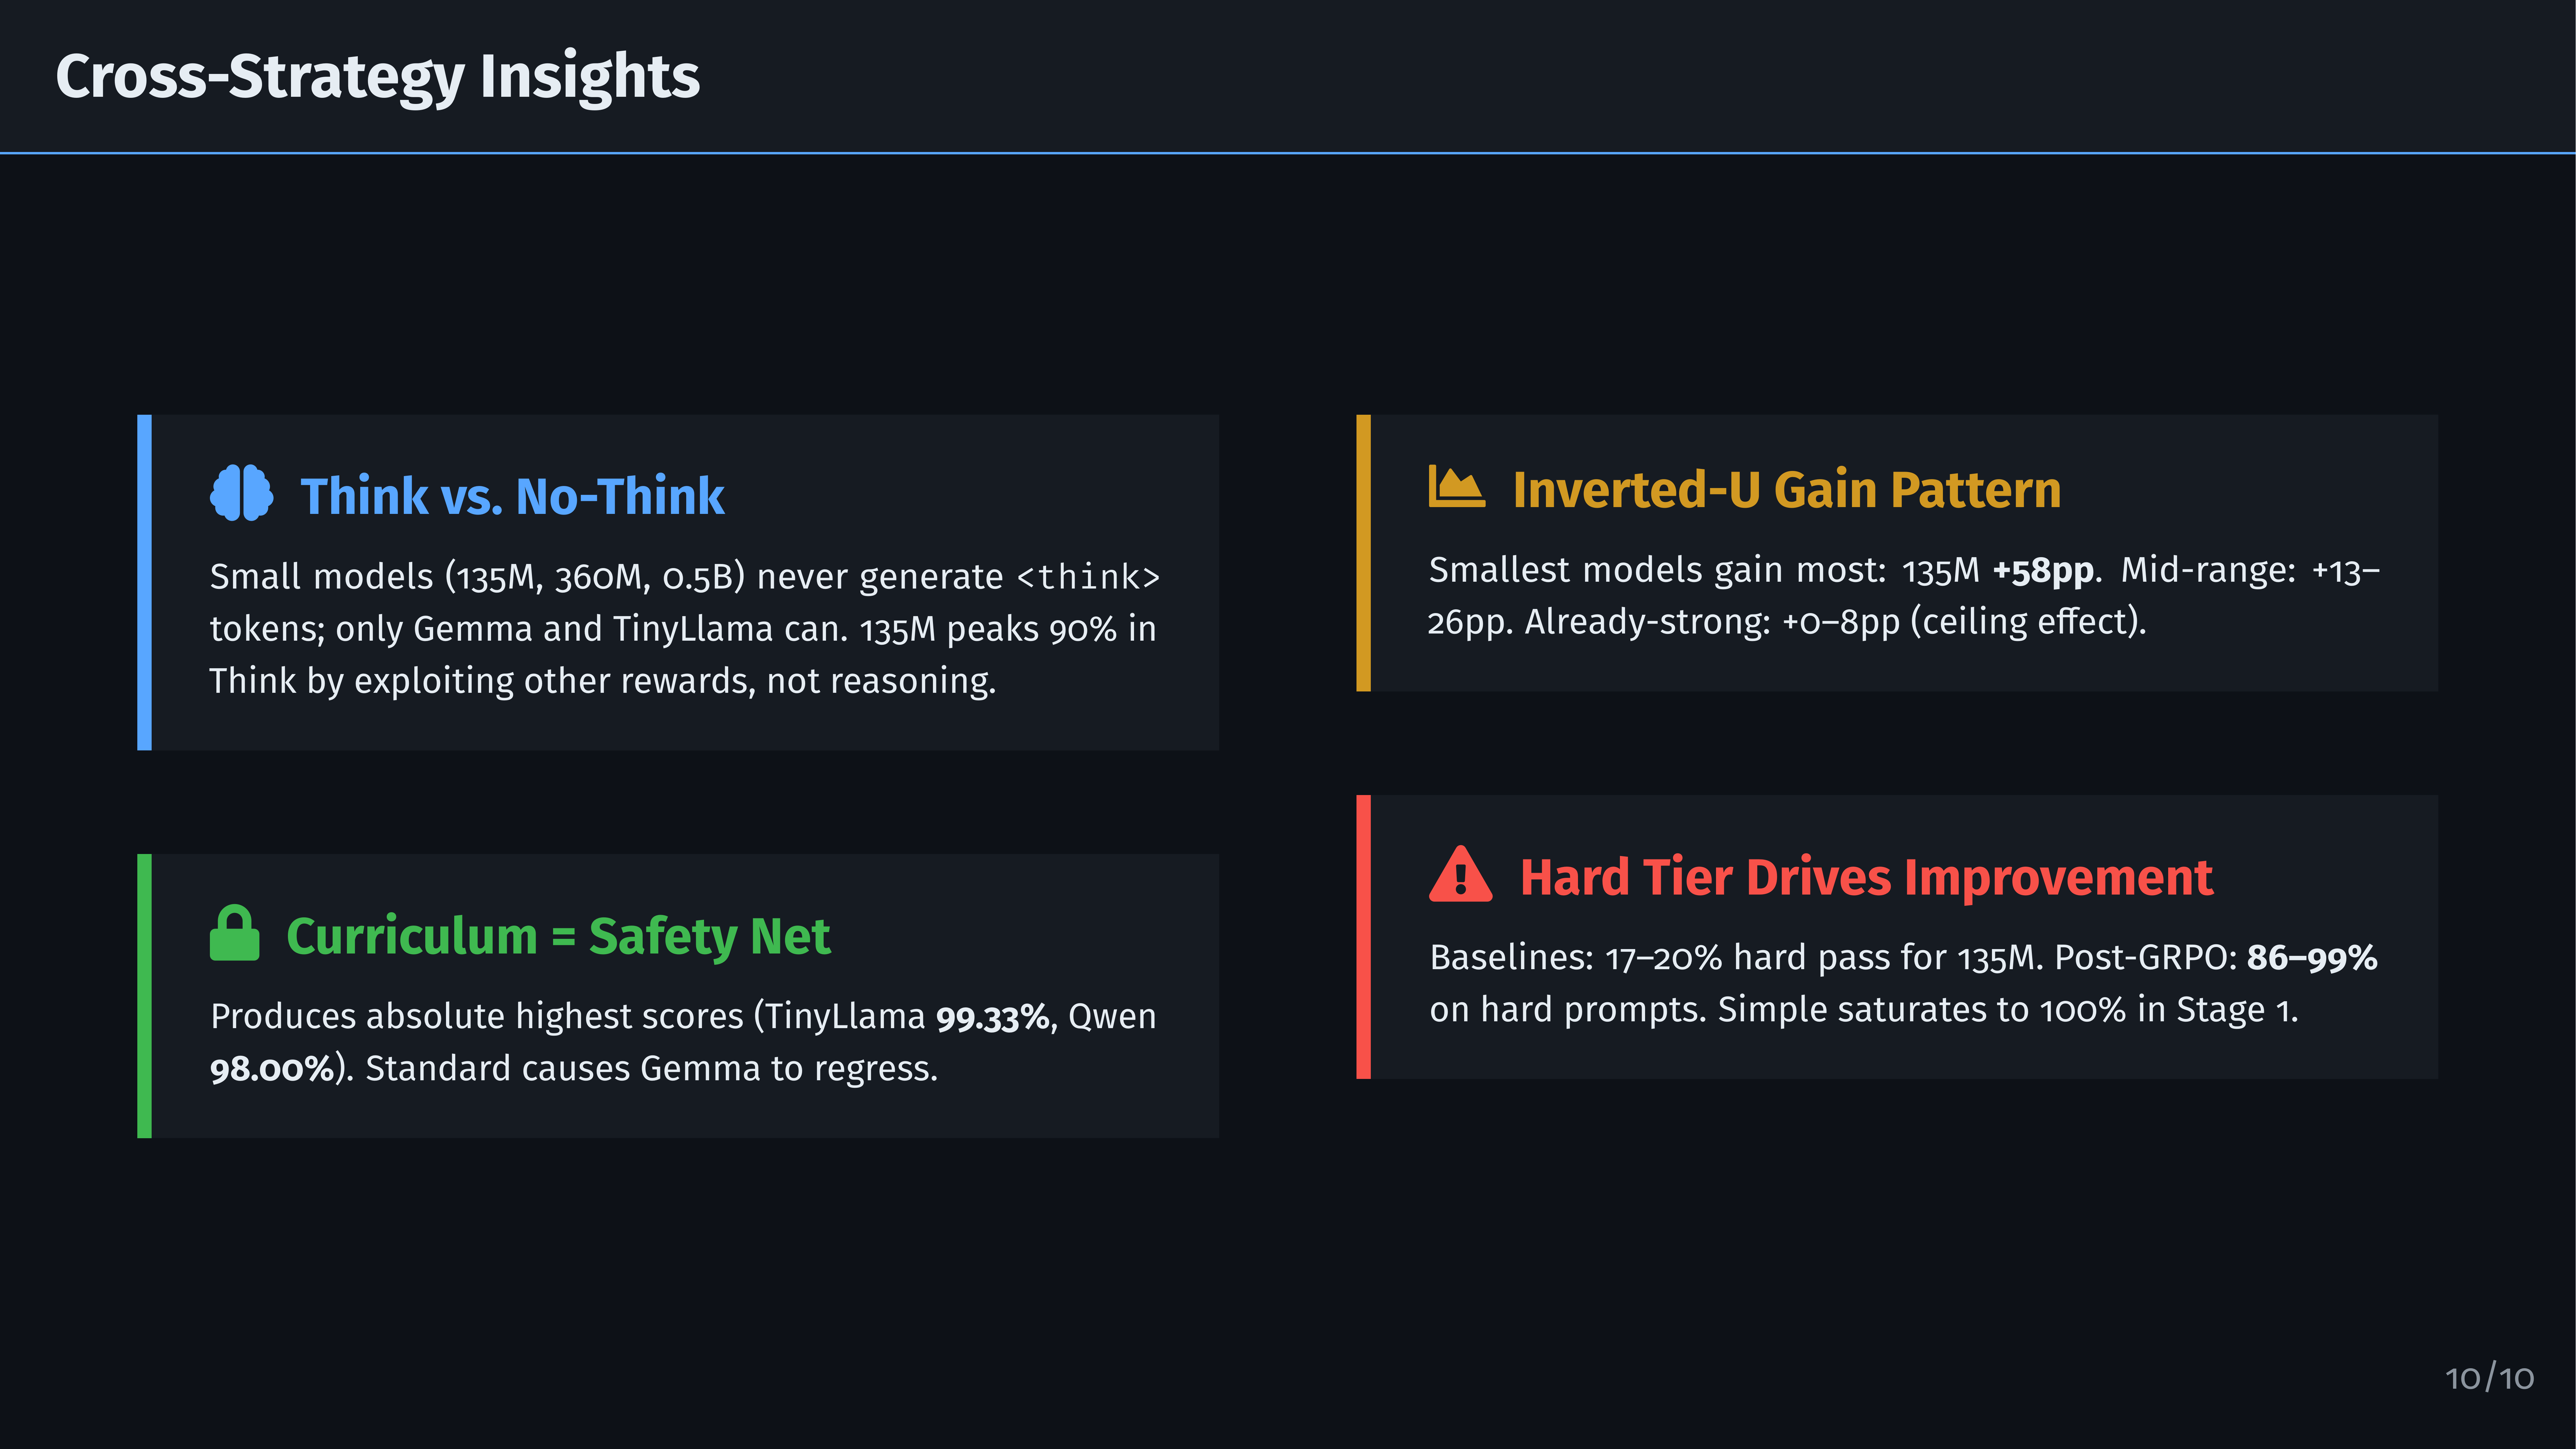 Cross-Strategy Insights
Think vs. No-Think
Small models (135M, 360M, 0.5B) never generate <think>
tokens; only Gemma and TinyLlama can. 135M peaks 90% in
Think by exploiting other rewards, not reasoning.
Curriculum = Safety Net
Produces absolute highest scores (TinyLlama 99.33%, Qwen
98.00%). Standard causes Gemma to regress.
Inverted-U Gain Pattern
Smallest models gain most: 135M +58pp. Mid-range: +13–
26pp. Already-strong: +0–8pp (ceiling effect).
Hard Tier Drives Improvement
Baselines: 17–20% hard pass for 135M. Post-GRPO: 86–99%
on hard prompts. Simple saturates to 100% in Stage 1.
10/10